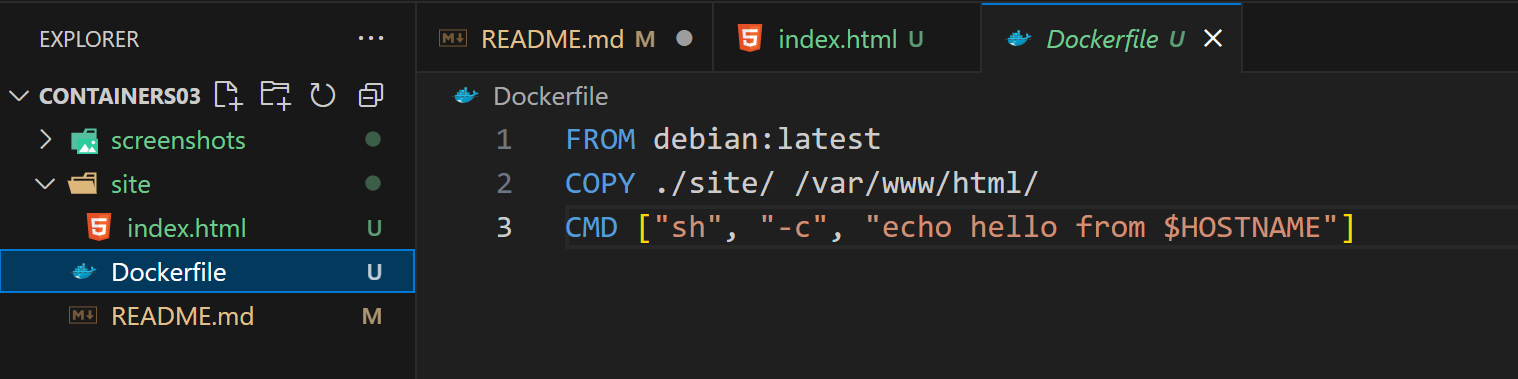 EXPLORER ···
CONTAINERS03
screenshots
site
index.html U
Dockerfile U
README.md M
README.md M
index.html U
Dockerfile U
Dockerfile
1 FROM debian:latest
2 COPY ./site/ /var/www/html/
3 CMD ["sh", "-c", "echo hello from $HOSTNAME"]